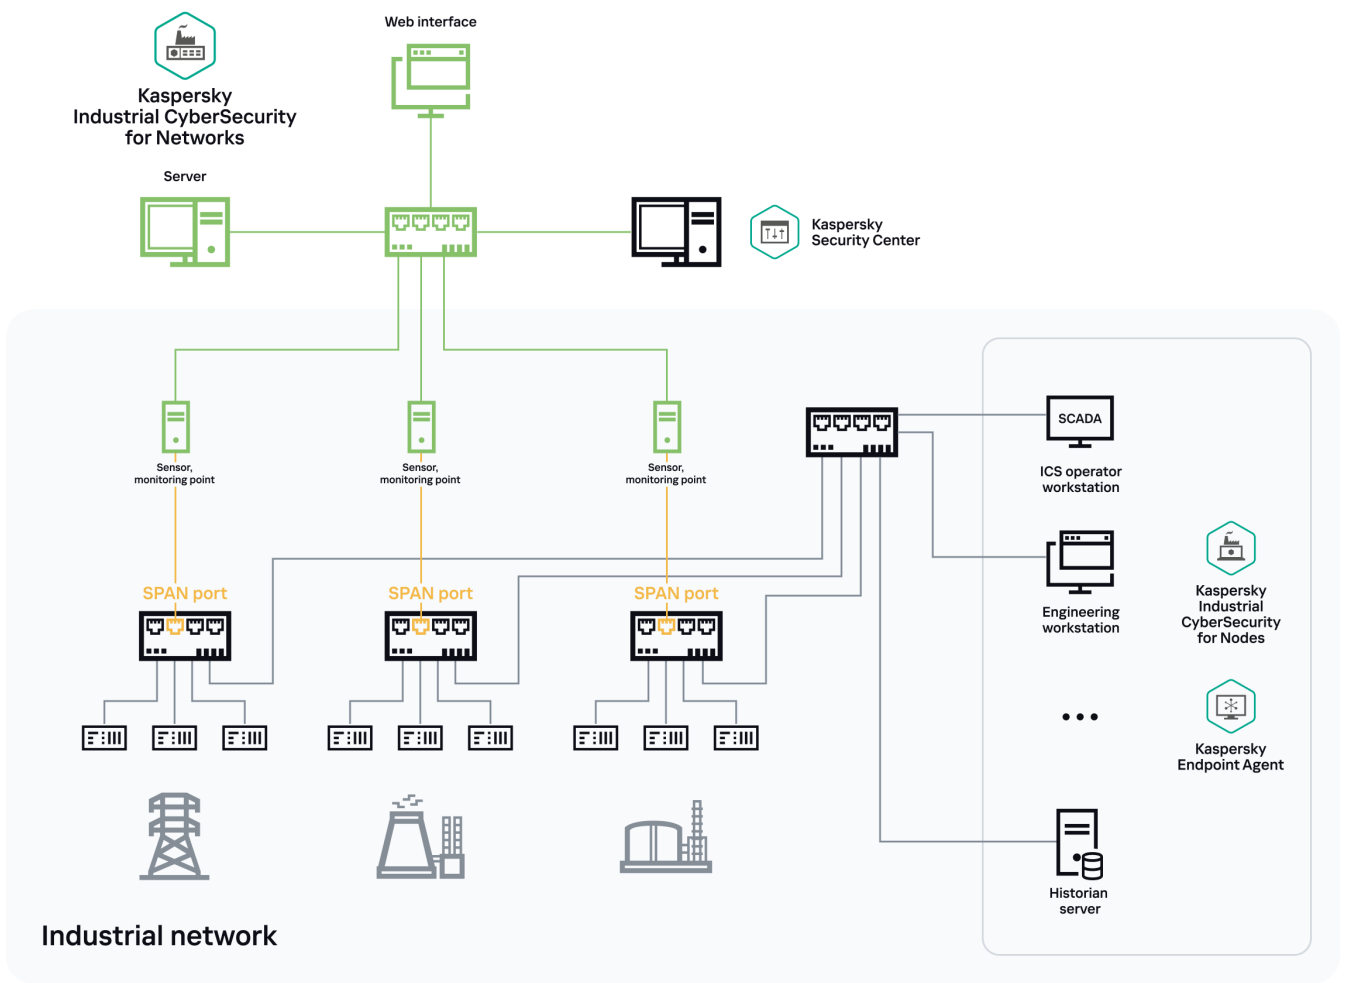 Web interface
Kaspersky
Industrial CyberSecurity
for Networks
Server
Kaspersky
Security Center
Sensor,
monitoring point
Sensor,
monitoring point
Sensor,
monitoring point
SCADA
ICS operator
workstation
SPAN port
SPAN port
SPAN port
Engineering
workstation
Kaspersky
Industrial
CyberSecurity
for Nodes
Kaspersky
Endpoint Agent
Historian
server
Industrial network